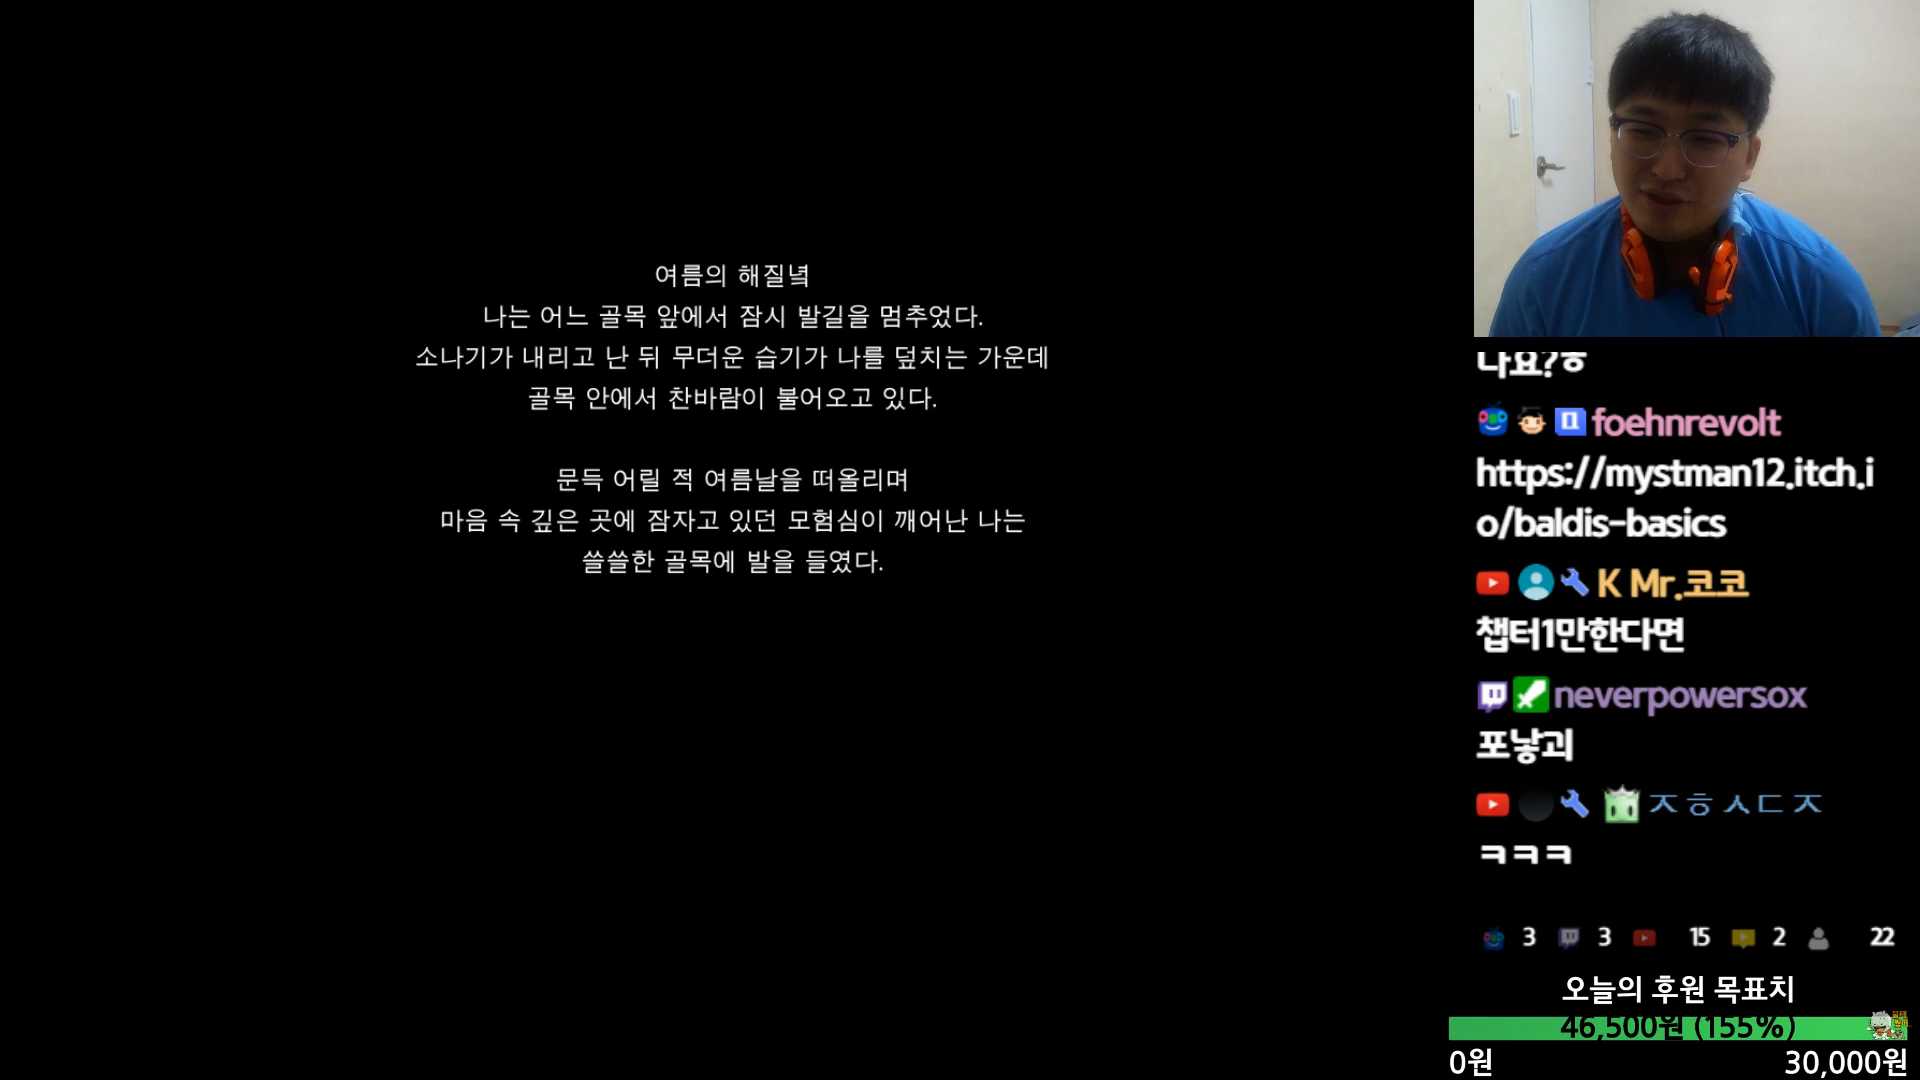 여름의 해질녘
나는 어느 골목 앞에서 잠시 발길을 멈추었다.
소나기가 내리고 난 뒤 무더운 습기가 나를 덮치는 가운데
골목 안에서 찬바람이 불어오고 있다.
문득 어릴 적 여름날을 떠올리며
마음 속 깊은 곳에 잠자고 있던 모험심이 깨어난 나는
쓸쓸한 골목에 발을 들였다.
나요?ㅎ
foehnrevolt
https://mystman12.itch.i
o/baldis-basics
K Mr.코코
챕터1만한다면
neverpowersox
포낳괴
ㅈㅎㅅㄷㅈ
ㅋㅋㅋ
3 3 15 2 22
오늘의 후원 목표치
46,500원 (155%)
0원 30,000원